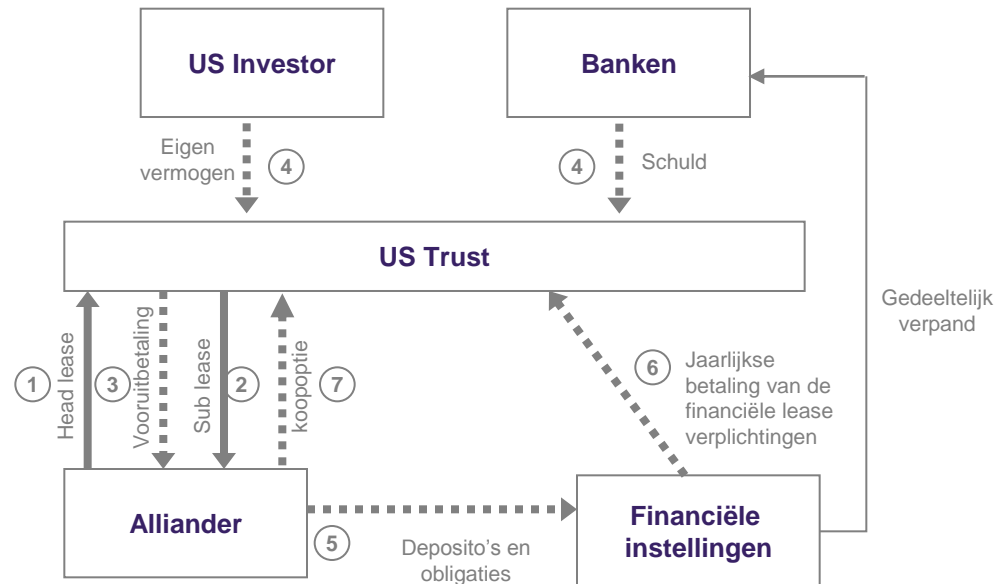 US Investor
Banken
Eigen
vermogen
4
4
Schuld
US Trust
Gedeeltelijk
verpand
1
Head lease
3
Vooruitbetaling
Sub lease
2
koopoptie
7
6
Jaarlijkse
betaling van de
financiële lease
verplichtingen
Alliander
5
Deposito’s en
obligaties
Financiële
instellingen